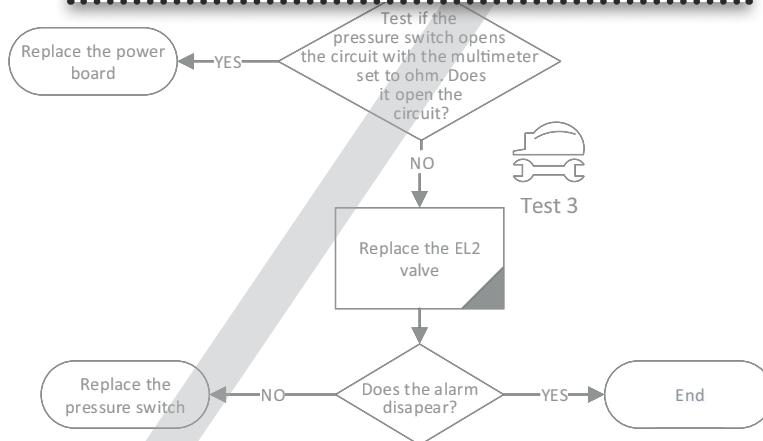 Test if the
pressure switch opens
the circuit with the multimeter
set to ohm. Does
it open the
circuit?
Replace the power
board
YES
NO
Test 3
Replace the EL2
valve
Replace the
pressure switch
NO
Does the alarm
disapear?
YES
End